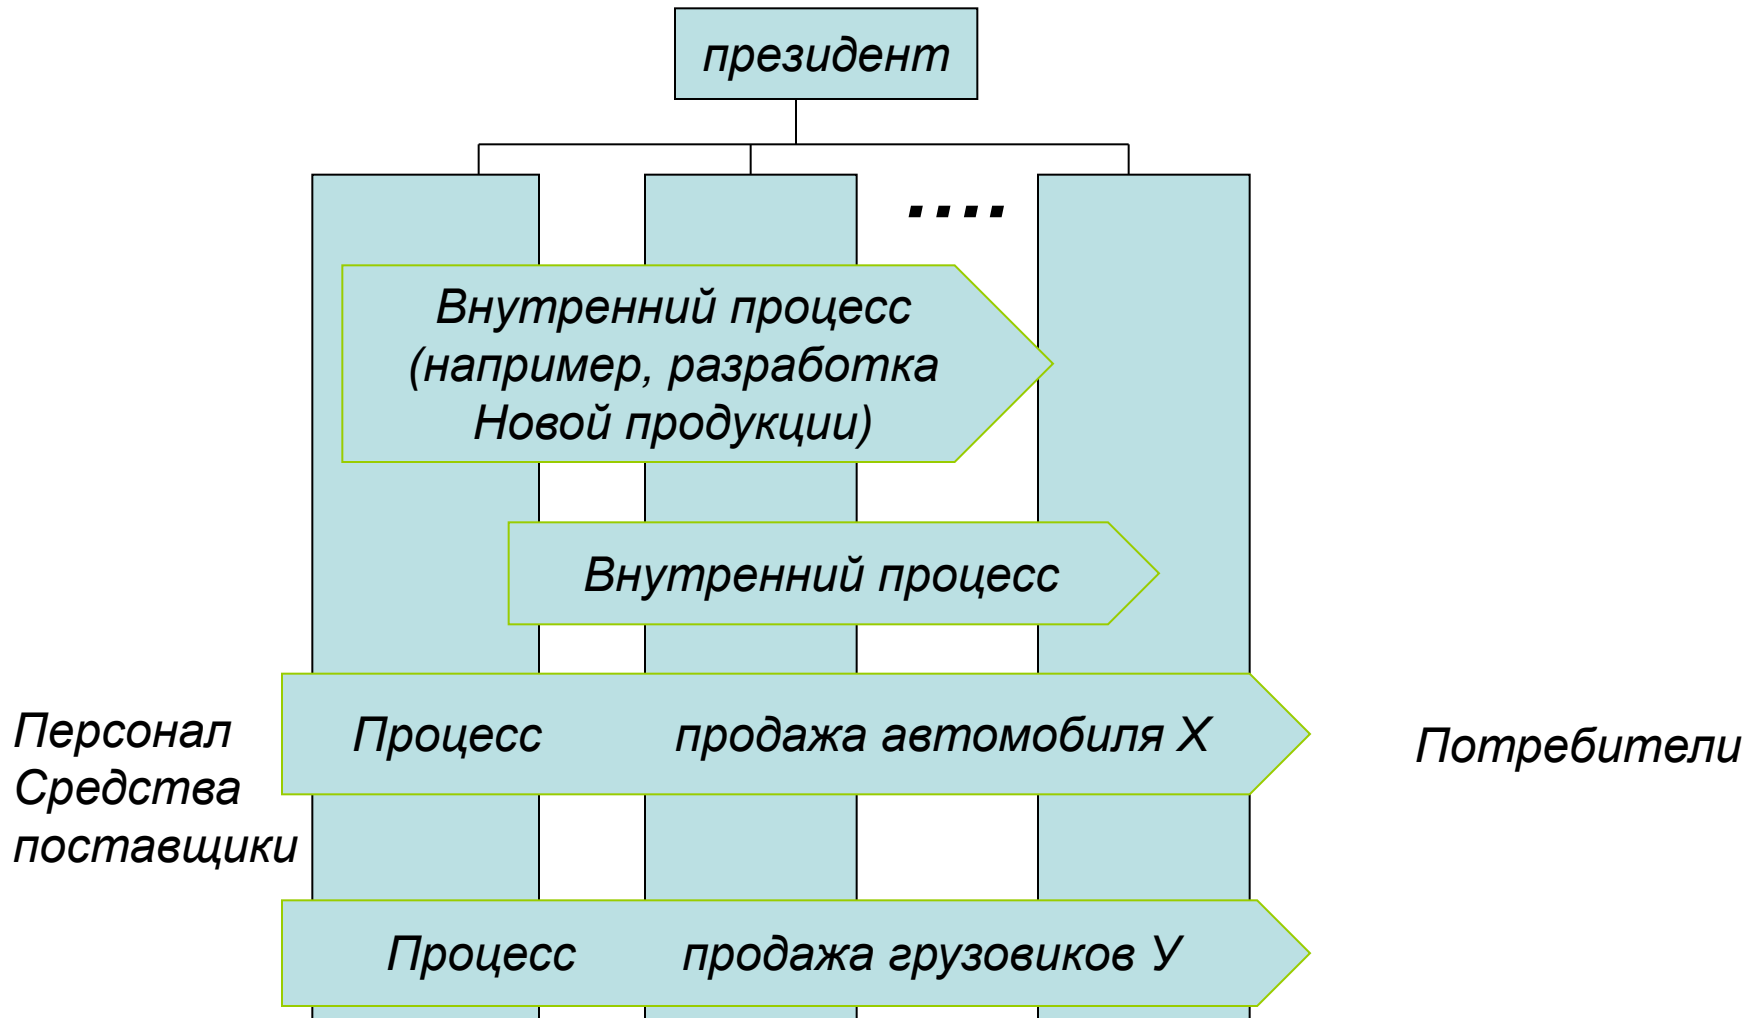 президент
....
Внутренний процесс
(например, разработка
Новой продукции)
Внутренний процесс
Персонал
Средства
поставщики
Процесс продажа автомобиля Х
Потребители
Процесс продажа грузовиков У